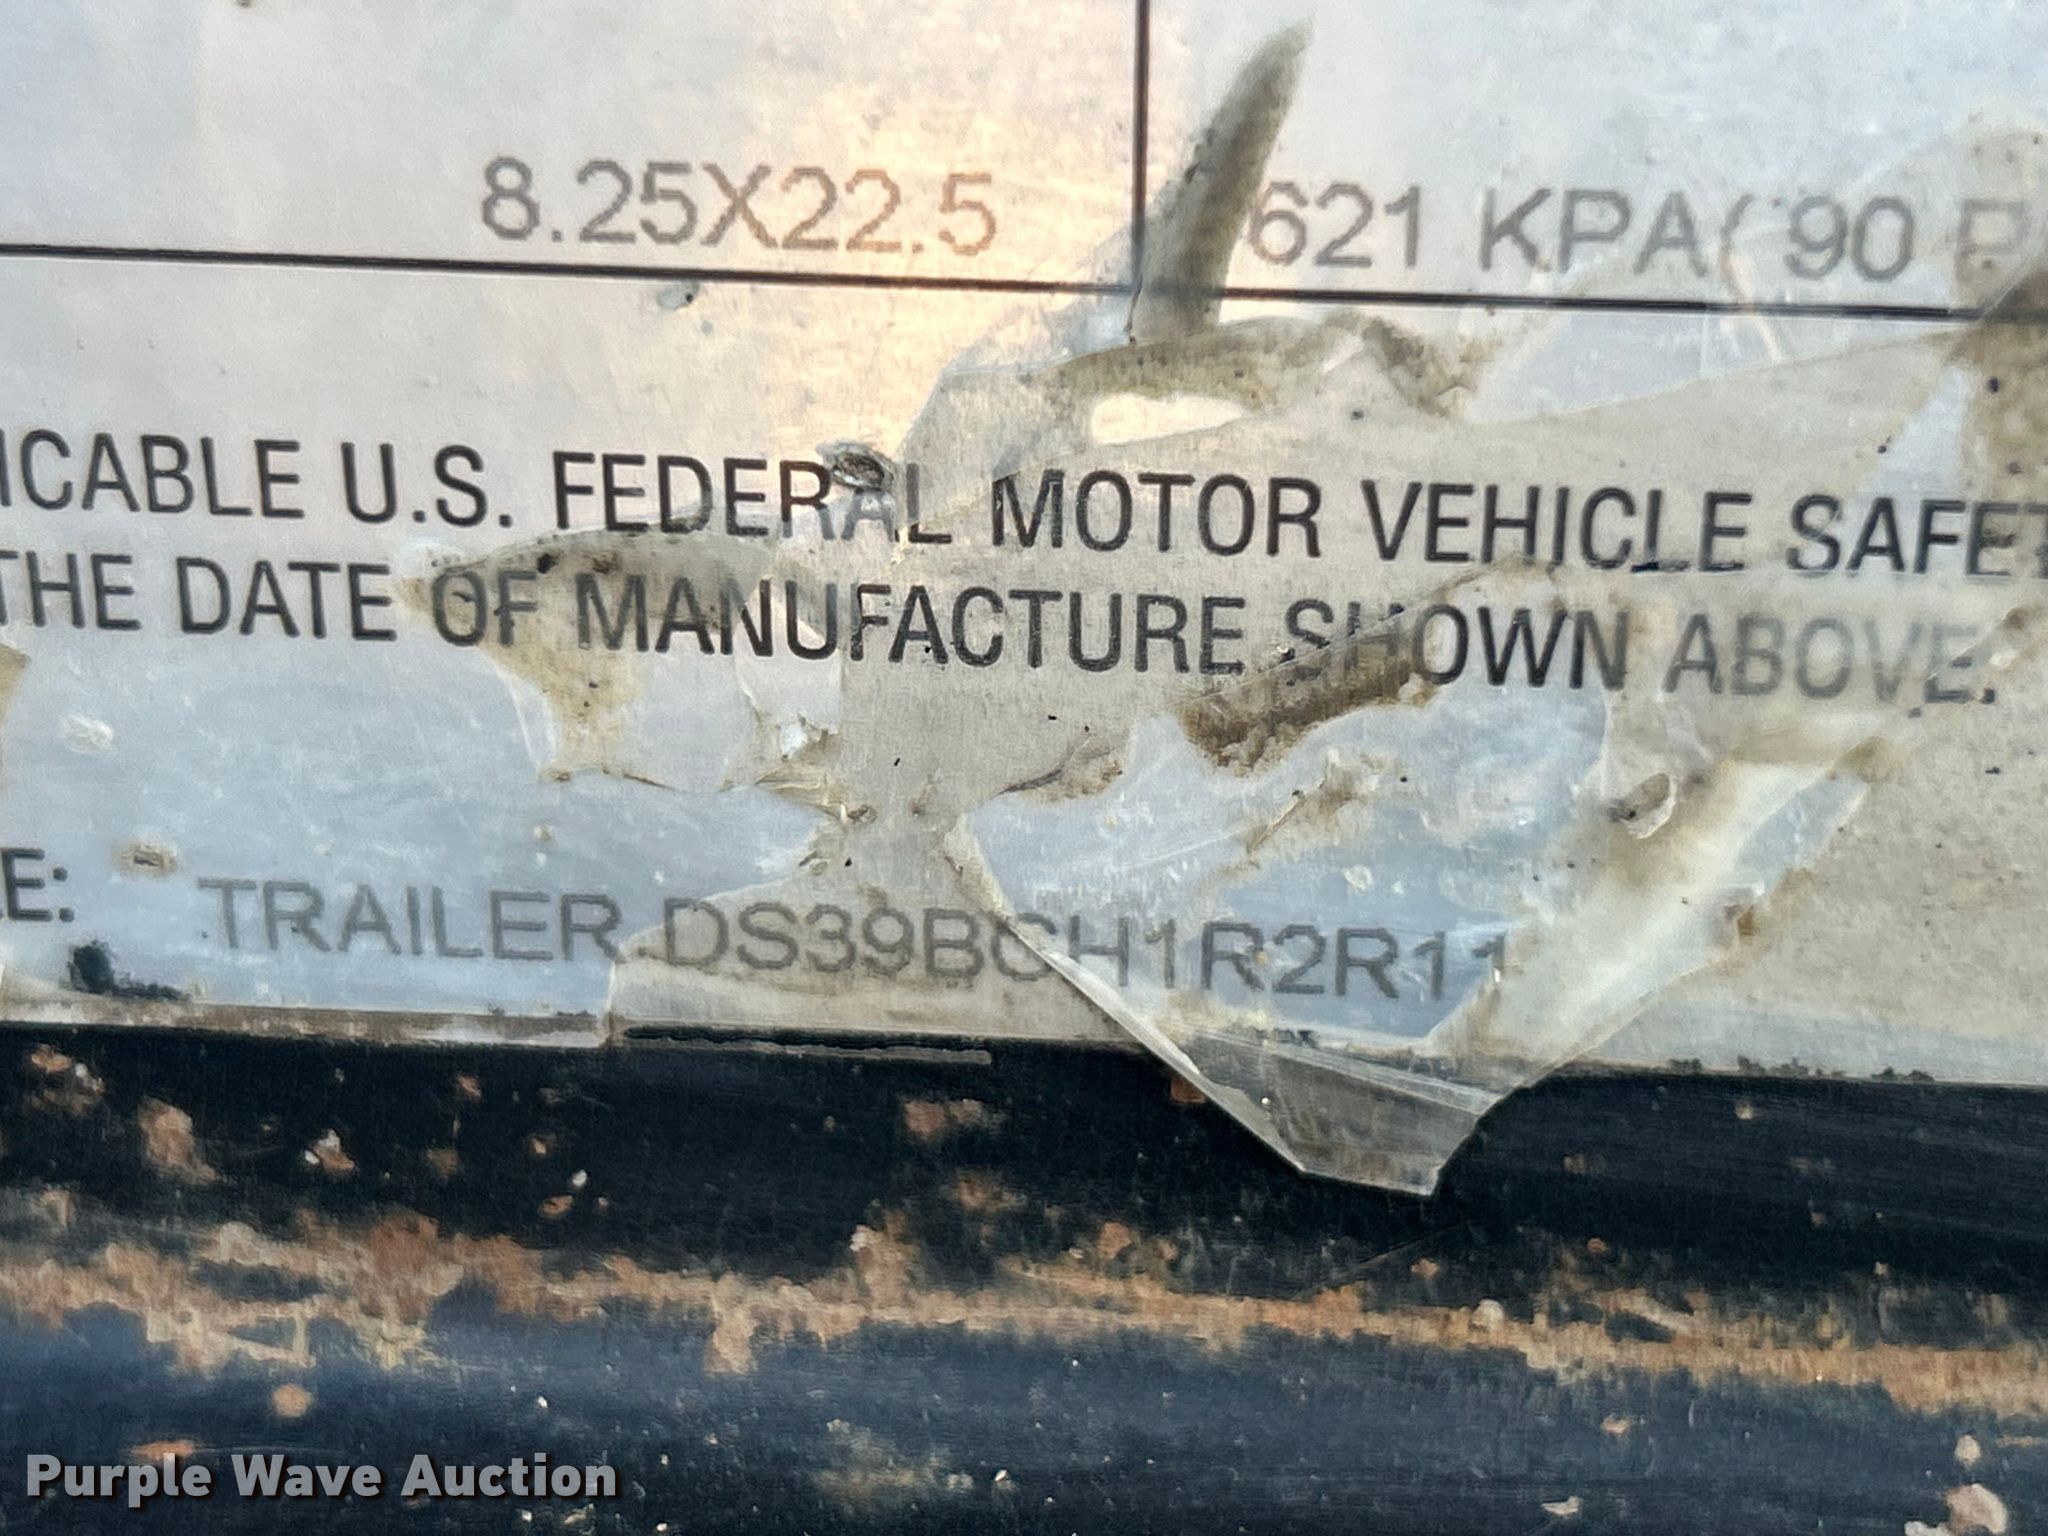 8.25X22.5 621 KPA( 90 P
ICABLE U.S. FEDERAL MOTOR VEHICLE SAFET
THE DATE OF MANUFACTURE SHOWN ABOVE.
E: TRAILER DS39BCH1R2R11
Purple Wave Auction